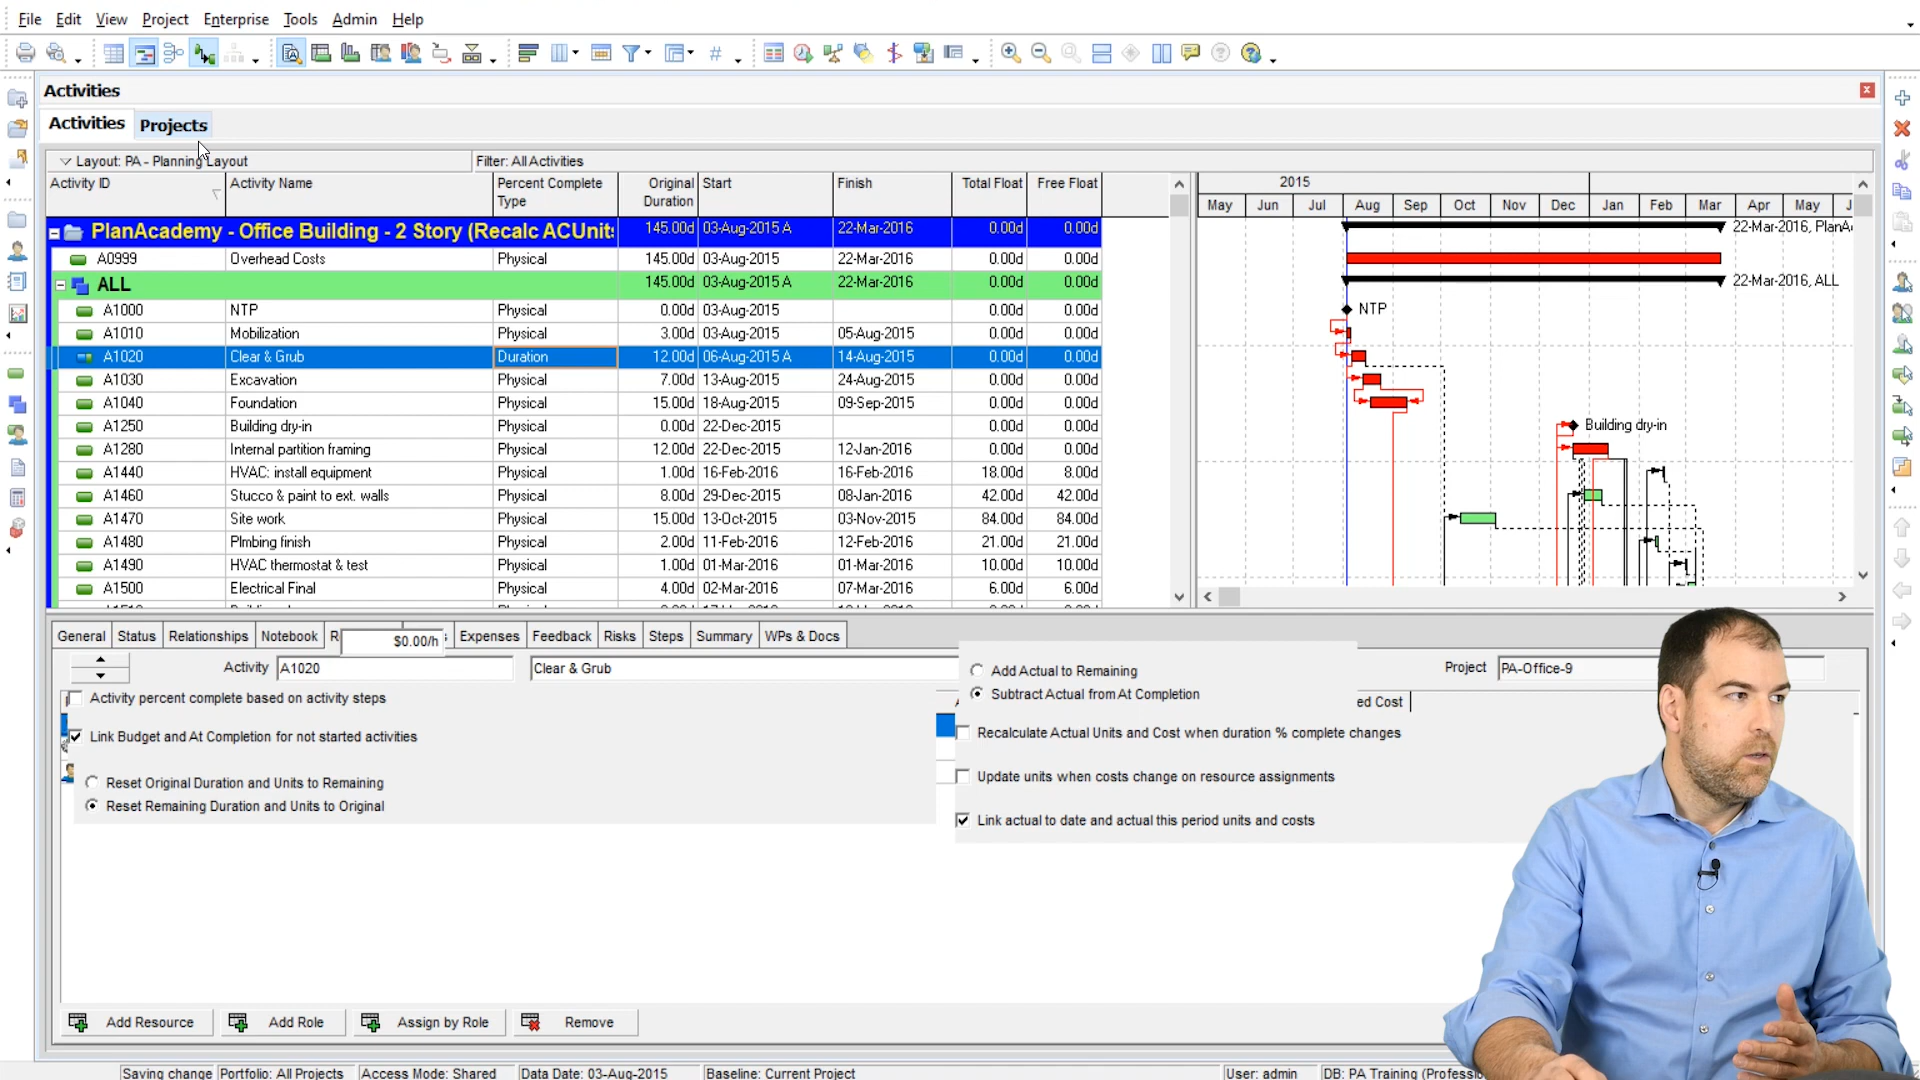 File Edit View Project Enterprise Tools Admin Help
Activities
Activities Projects
Layout: PA - Planning Layout Filter: All Activities
Activity ID Activity Name Percent Complete Type Original Duration Start Finish Total Float Free Float
2015
May Jun Jul Aug Sep Oct Nov Dec Jan Feb Mar Apr May
PlanAcademy - Office Building - 2 Story (Recalc ACUnits 145.00d 03-Aug-2015 A 22-Mar-2016 0.00d 0.00d 22-Mar-2016, PlanA
A0999 Overhead Costs Physical 145.00d 03-Aug-2015 22-Mar-2016 0.00d 0.00d
ALL 145.00d 03-Aug-2015 A 22-Mar-2016 0.00d 0.00d 22-Mar-2016, ALL
A1000 NTP Physical 0.00d 03-Aug-2015 0.00d 0.00d NTP
A1010 Mobilization Physical 3.00d 03-Aug-2015 05-Aug-2015 0.00d 0.00d
A1020 Clear & Grub Duration 12.00d 06-Aug-2015 A 14-Aug-2015 0.00d 0.00d
A1030 Excavation Physical 7.00d 13-Aug-2015 24-Aug-2015 0.00d 0.00d
A1040 Foundation Physical 15.00d 18-Aug-2015 09-Sep-2015 0.00d 0.00d
A1250 Building dry-in Physical 0.00d 22-Dec-2015 0.00d 0.00d Building dry-in
A1280 Internal partition framing Physical 12.00d 22-Dec-2015 12-Jan-2016 0.00d 0.00d
A1440 HVAC: install equipment Physical 1.00d 16-Feb-2016 16-Feb-2016 18.00d 8.00d
A1460 Stucco & paint to ext. walls Physical 8.00d 29-Dec-2015 08-Jan-2016 42.00d 42.00d
A1470 Site work Physical 15.00d 13-Oct-2015 03-Nov-2015 84.00d 84.00d
A1480 Plmbing finish Physical 2.00d 11-Feb-2016 12-Feb-2016 21.00d 21.00d
A1490 HVAC thermostat & test Physical 1.00d 01-Mar-2016 01-Mar-2016 10.00d 10.00d
A1500 Electrical Final Physical 4.00d 02-Mar-2016 07-Mar-2016 6.00d 6.00d
General Status Relationships Notebook R $0.00/h s Expenses Feedback Risks Steps Summary WPs & Docs
Activity A1020 Clear & Grub Project PA-Office-9
Add Actual to Remaining
Subtract Actual from At Completion
ed Cost
Activity percent complete based on activity steps
Link Budget and At Completion for not started activities
Recalculate Actual Units and Cost when duration % complete changes
Update units when costs change on resource assignments
Reset Original Duration and Units to Remaining
Reset Remaining Duration and Units to Original
Link actual to date and actual this period units and costs
Add Resource Add Role Assign by Role Remove
Saving change Portfolio: All Projects Access Mode: Shared Data Date: 03-Aug-2015 Baseline: Current Project User: admin DB: PA Training (Professio